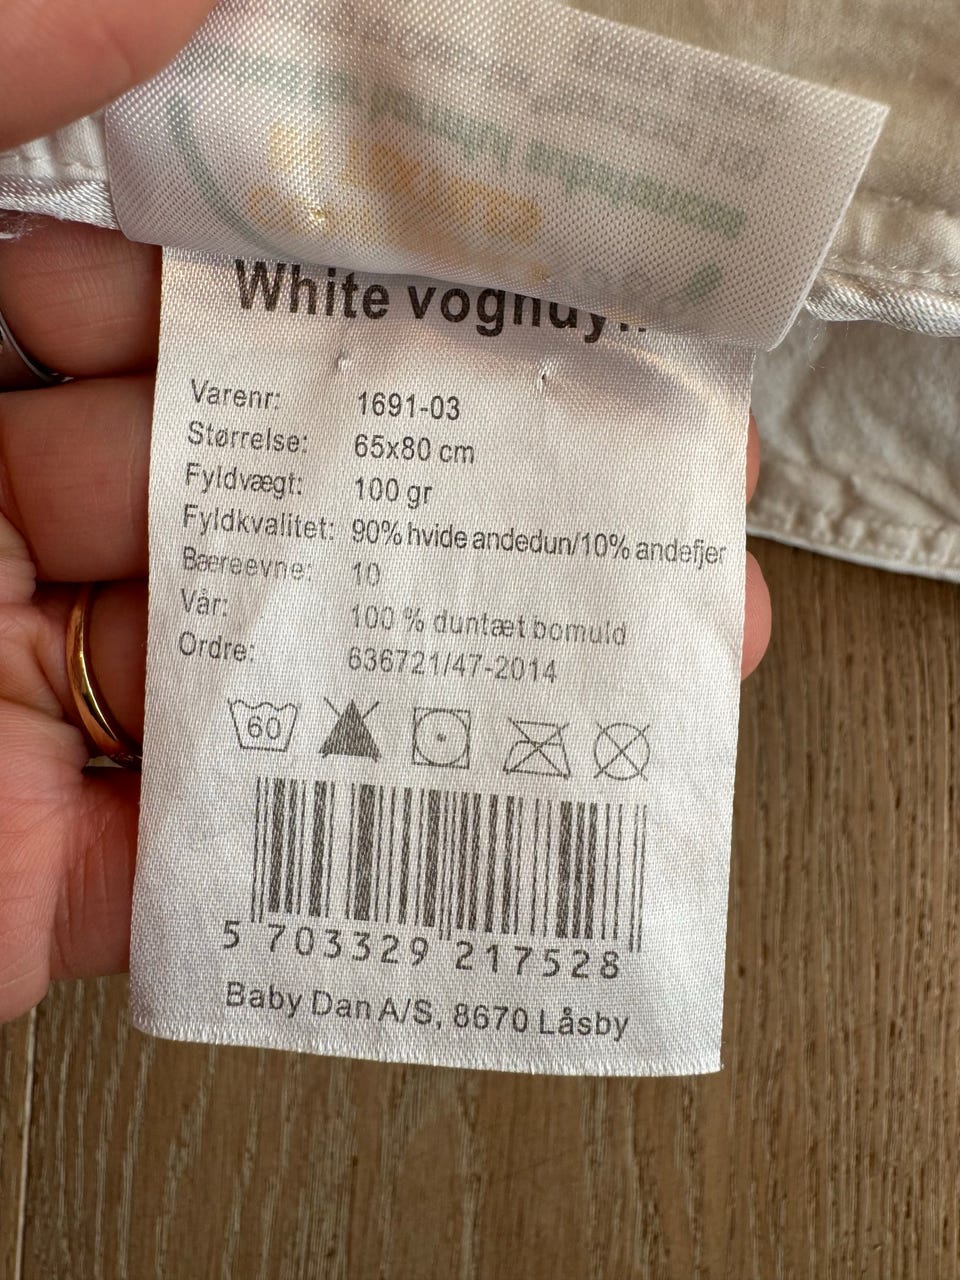 White
Varenr: 1691-03
Størrelse: 65x80 cm
Fyldvægt: 100 gr
Fyldkvalitet: 90% hvide andedun/10% andefjer
Bæreevne: 10
Vår: 100 % duntæt bomuld
Ordre: 636721/47-2014
60
5 703329 217528
Baby Dan A/S, 8670 Låsby